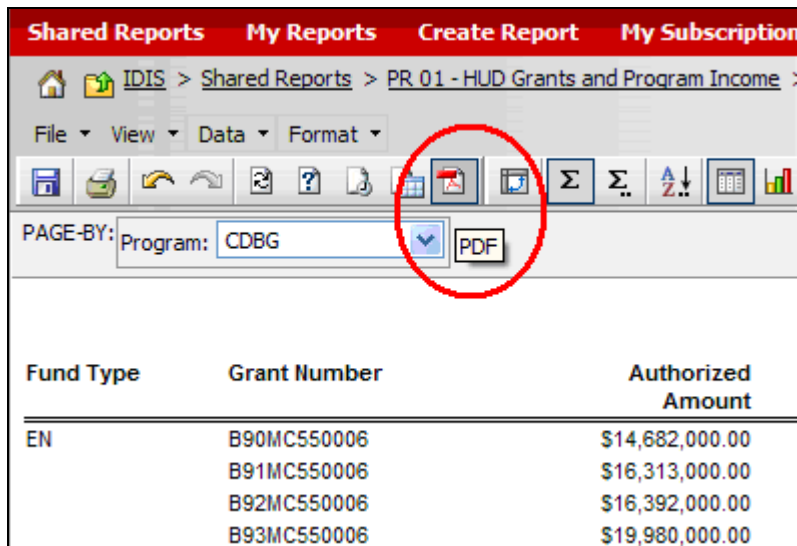 Shared Reports My Reports Create Report My Subscription
IDIS > Shared Reports > PR 01 - HUD Grants and Program Income >
File View Data Format
PAGE-BY: Program: CDBG
PDF
Fund Type Grant Number Authorized
Amount
EN B90MC550006 $14,682,000.00
B91MC550006 $16,313,000.00
B92MC550006 $16,392,000.00
B93MC550006 $19,980,000.00